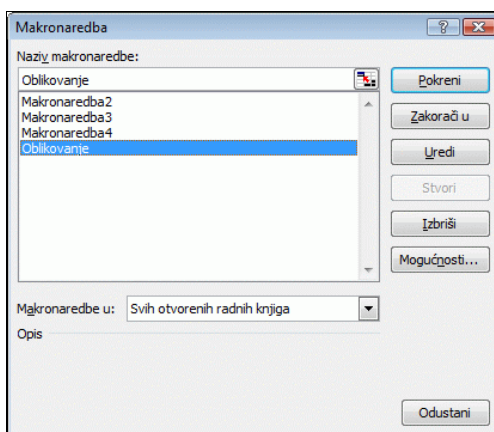 Makronaredba
Naziv makronaredbe:
Oblikovanje
Makronaredba2
Makronaredba3
Makronaredba4
Oblikovanje
Pokreni
Zakorači u
Uredi
Stvori
Izbriši
Mogućnosti...
Makronaredbe u: Svih otvorenih radnih knjiga
Opis
Odustani